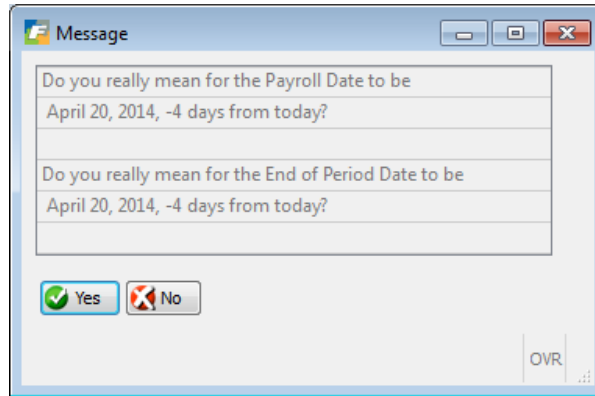 Message
Do you really mean for the Payroll Date to be
April 20, 2014, -4 days from today?
Do you really mean for the End of Period Date to be
April 20, 2014, -4 days from today?
Yes No
OVR